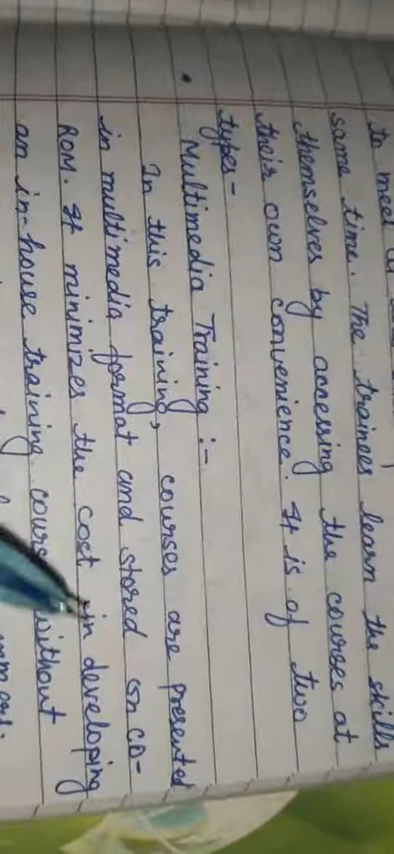 to meet
same time. The trainees learn the skills
themselves by accessing the courses at
their own convenience. It is of two
types-
Multimedia Training :-
In this training, courses are presented
in multimedia format and stored on CD-
ROM. It minimizes the cost in developing
an in-house training course without